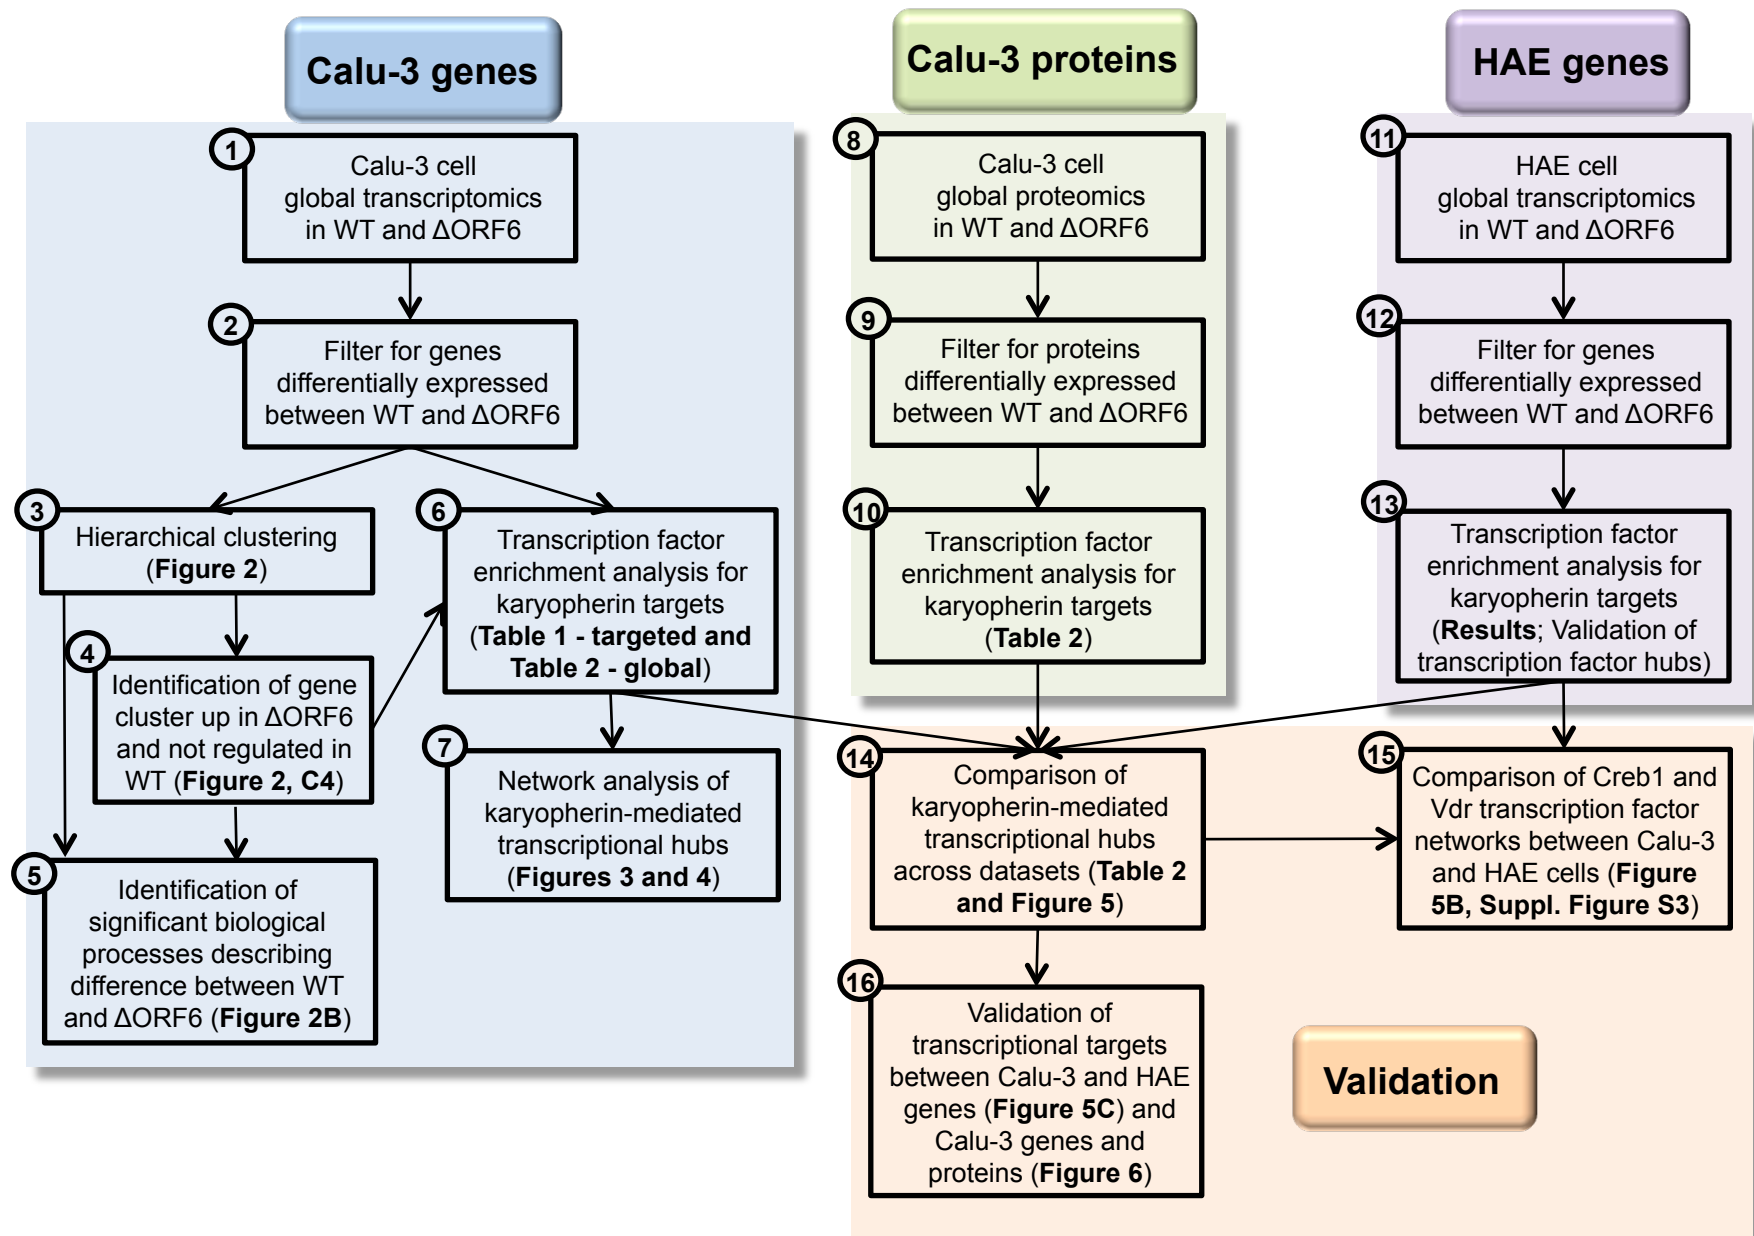 Calu-3 genes
1
Calu-3 cell
global transcriptomics
in WT and ΔORF6
2
Filter for genes
differentially expressed
between WT and ΔORF6
3
Hierarchical clustering
(Figure 2)
4
Identification of gene
cluster up in ΔORF6
and not regulated in
WT (Figure 2, C4)
5
Identification of
significant biological
processes describing
difference between WT
and ΔORF6 (Figure 2B)
6
Transcription factor
enrichment analysis for
karyopherin targets
(Table 1 - targeted and
Table 2 - global)
7
Network analysis of
karyopherin-mediated
transcriptional hubs
(Figures 3 and 4)
Calu-3 proteins
8
Calu-3 cell
global proteomics
in WT and ΔORF6
9
Filter for proteins
differentially expressed
between WT and ΔORF6
10
Transcription factor
enrichment analysis for
karyopherin targets
(Table 2)
HAE genes
11
HAE cell
global transcriptomics
in WT and ΔORF6
12
Filter for genes
differentially expressed
between WT and ΔORF6
13
Transcription factor
enrichment analysis for
karyopherin targets
(Results; Validation of
transcription factor hubs)
14
Comparison of
karyopherin-mediated
transcriptional hubs
across datasets (Table 2
and Figure 5)
15
Comparison of Creb1 and
Vdr transcription factor
networks between Calu-3
and HAE cells (Figure
5B, Suppl. Figure S3)
16
Validation of
transcriptional targets
between Calu-3 and HAE
genes (Figure 5C) and
Calu-3 genes and
proteins (Figure 6)
Validation